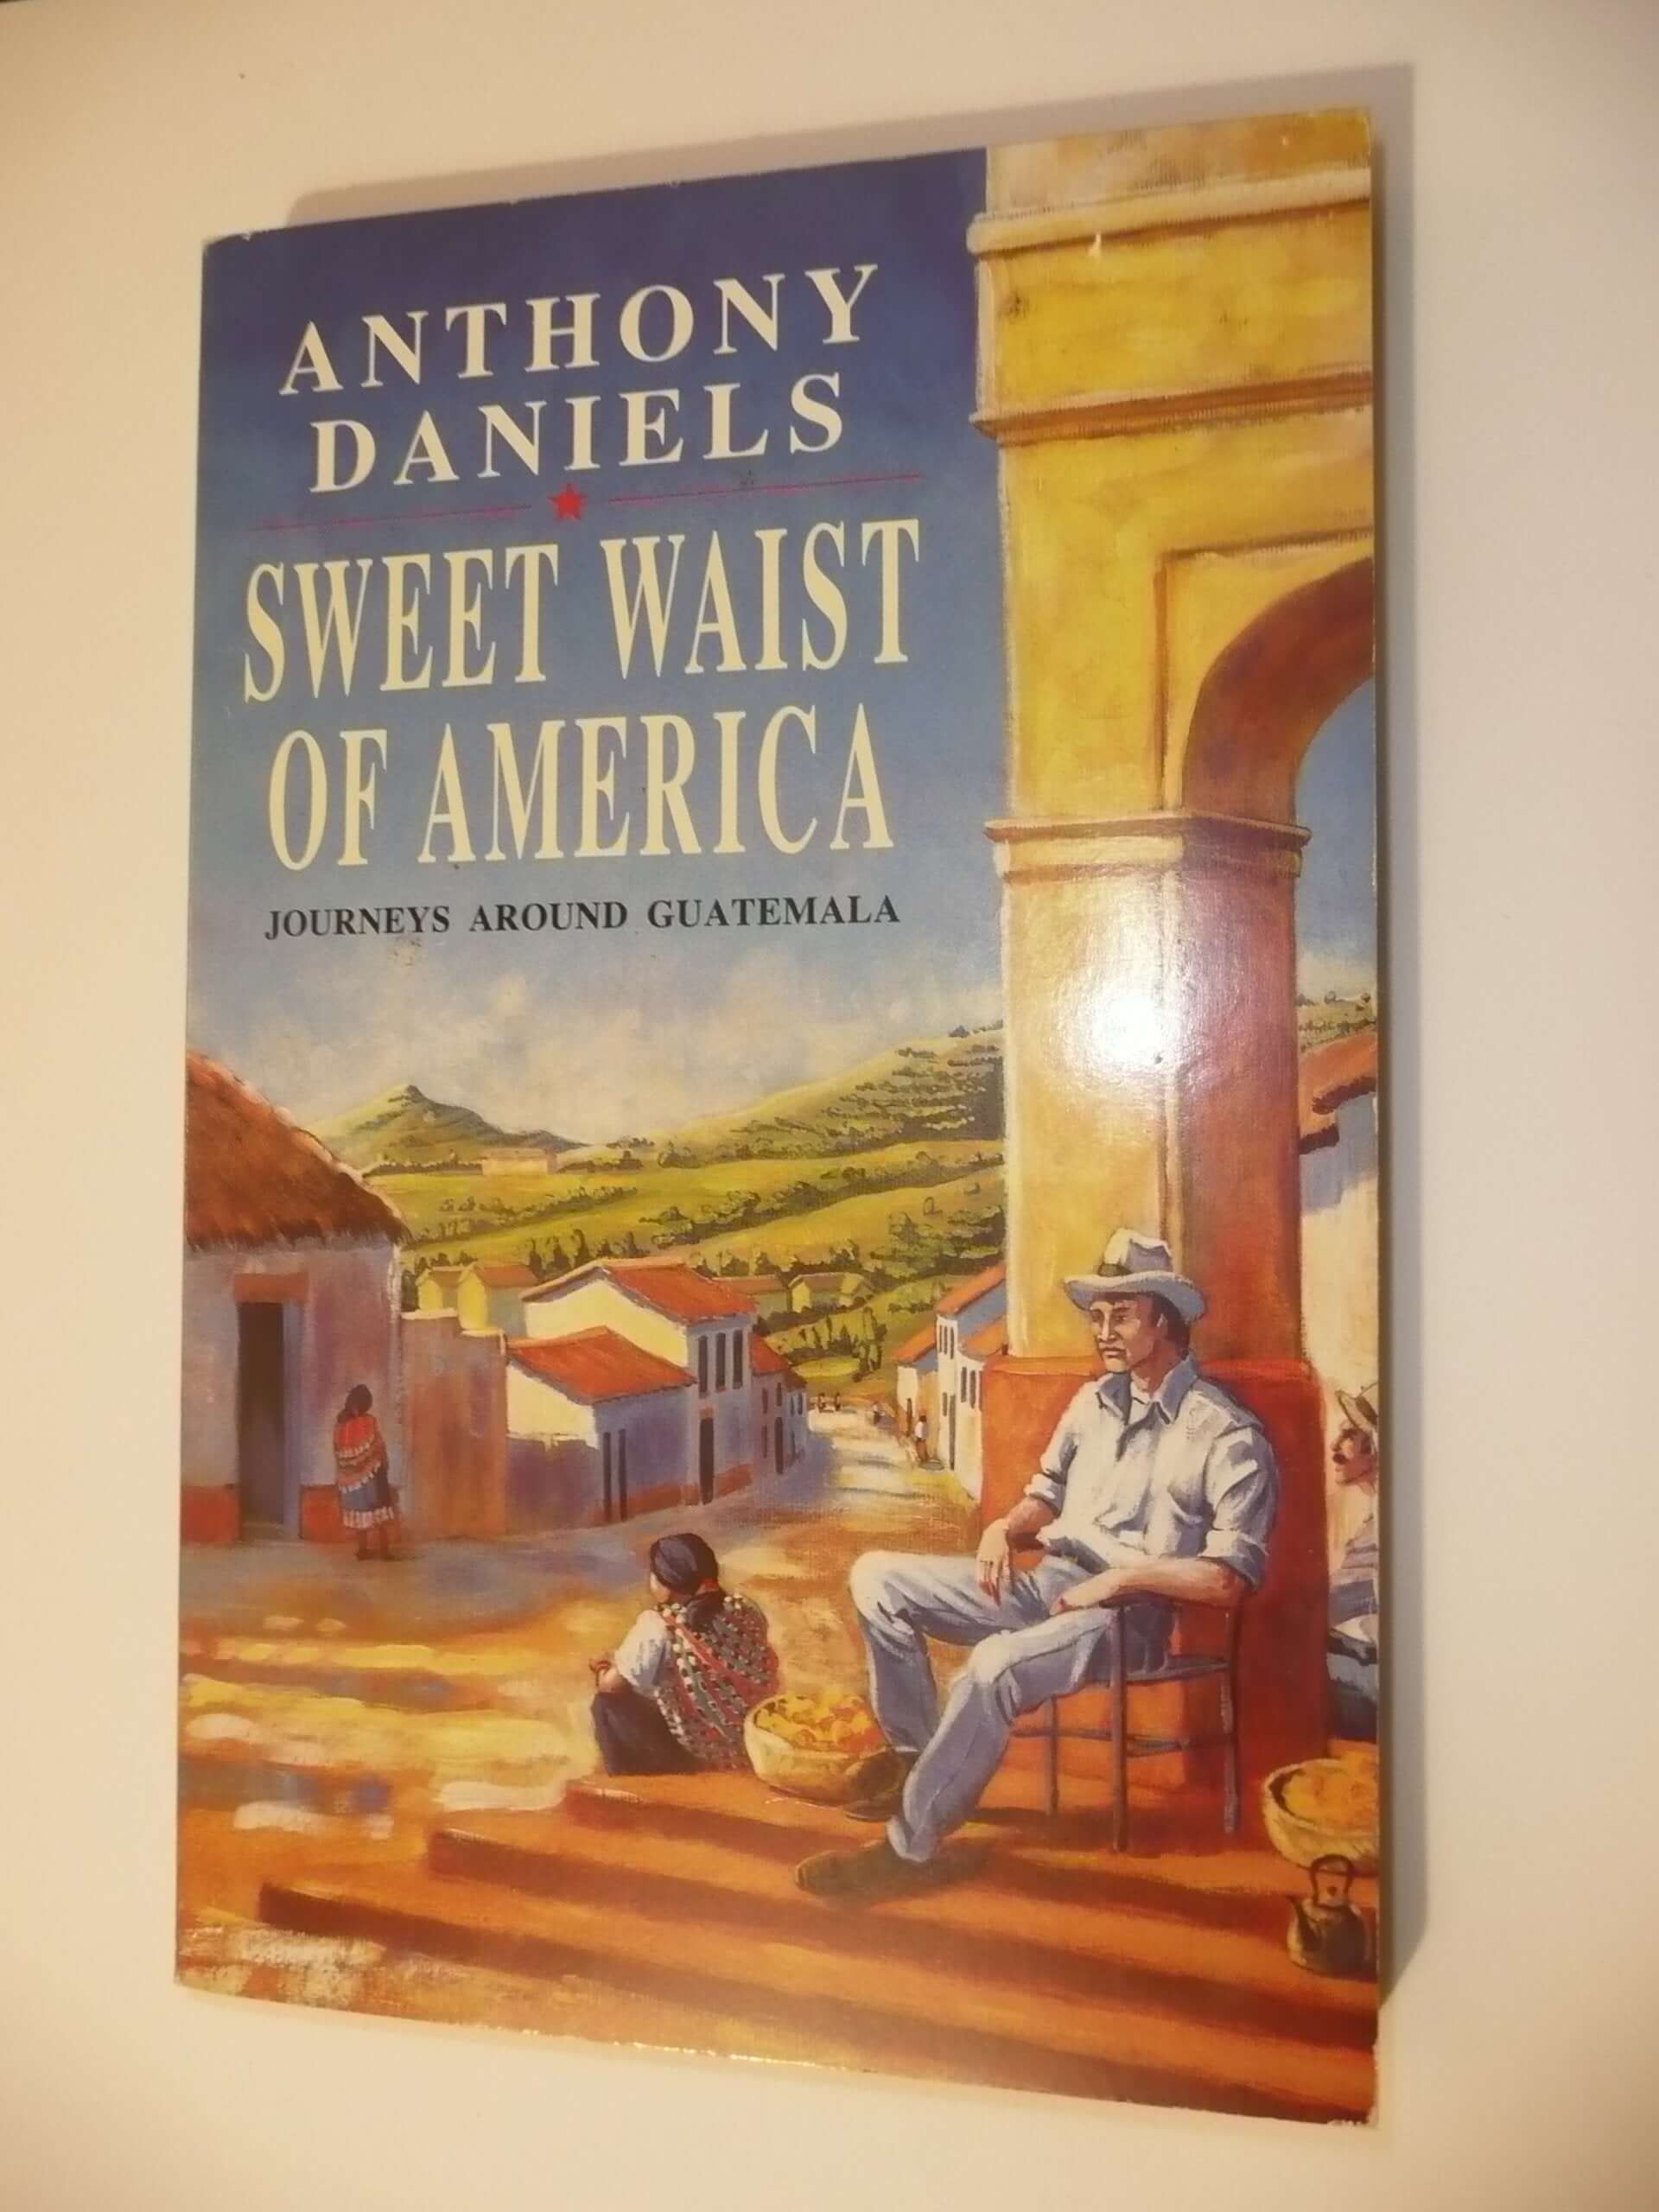 ANTHONY
DANIELS
SWEET WAIST
OF AMERICA
JOURNEYS AROUND GUATEMALA